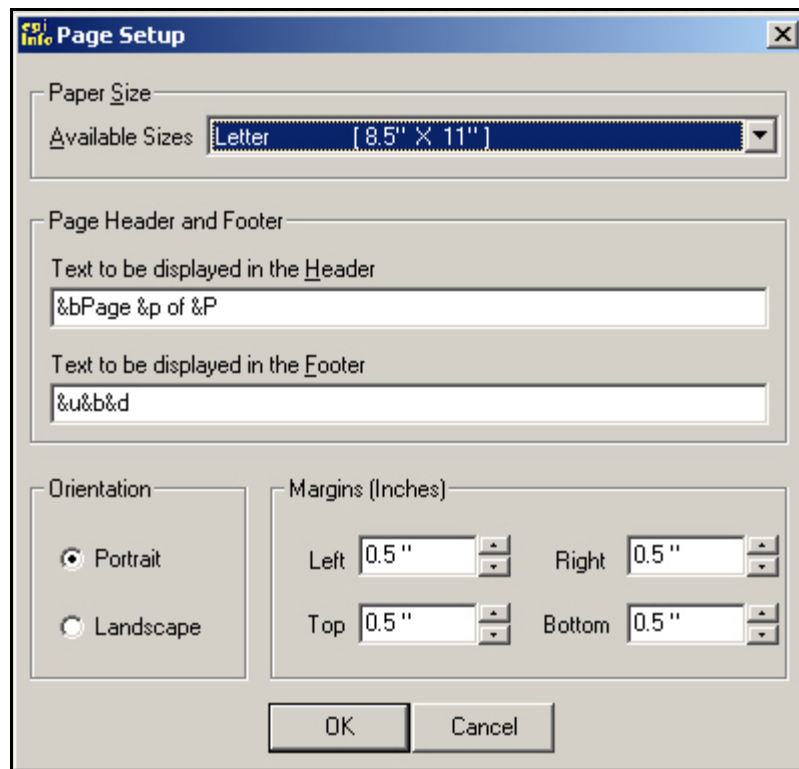 epi info Page Setup
Paper Size
Available Sizes Letter [ 8.5" X 11" ]
Page Header and Footer
Text to be displayed in the Header
&bPage &p of &P
Text to be displayed in the Footer
&u&b&d
Orientation
Margins (Inches)
Portrait
Left 0.5 " Right 0.5 "
Landscape
Top 0.5 " Bottom 0.5 "
OK Cancel